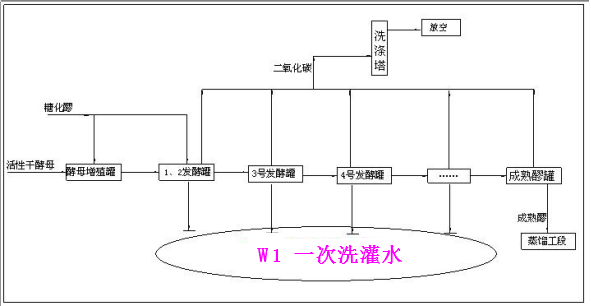 放空
洗涤塔
二氧化碳
糖化醪
活性干酵母
酵母增殖罐
1、2发酵罐
3号发酵罐
4号发酵罐
……
成熟醪罐
成熟醪
蒸馏工段
W1 一次洗灌水